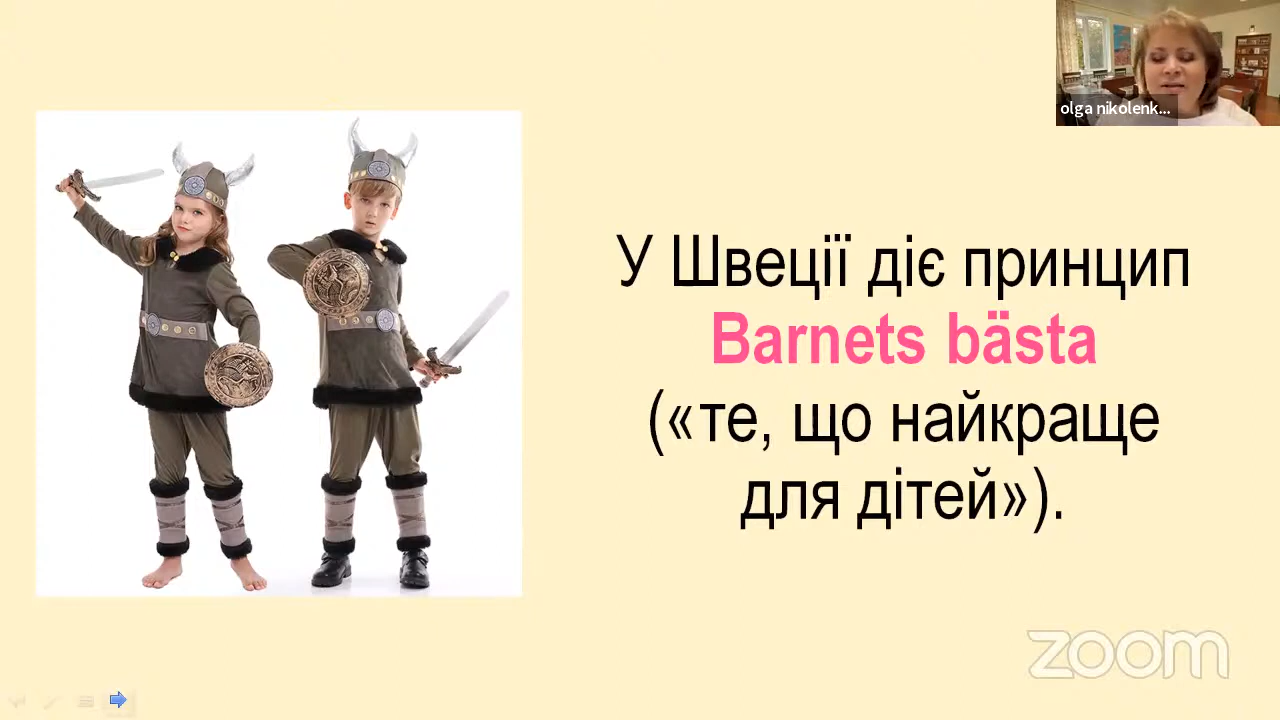 olga nikolenk...
У Швеції діє принцип
Barnets bästa
(«те, що найкраще
для дітей»).
zoom